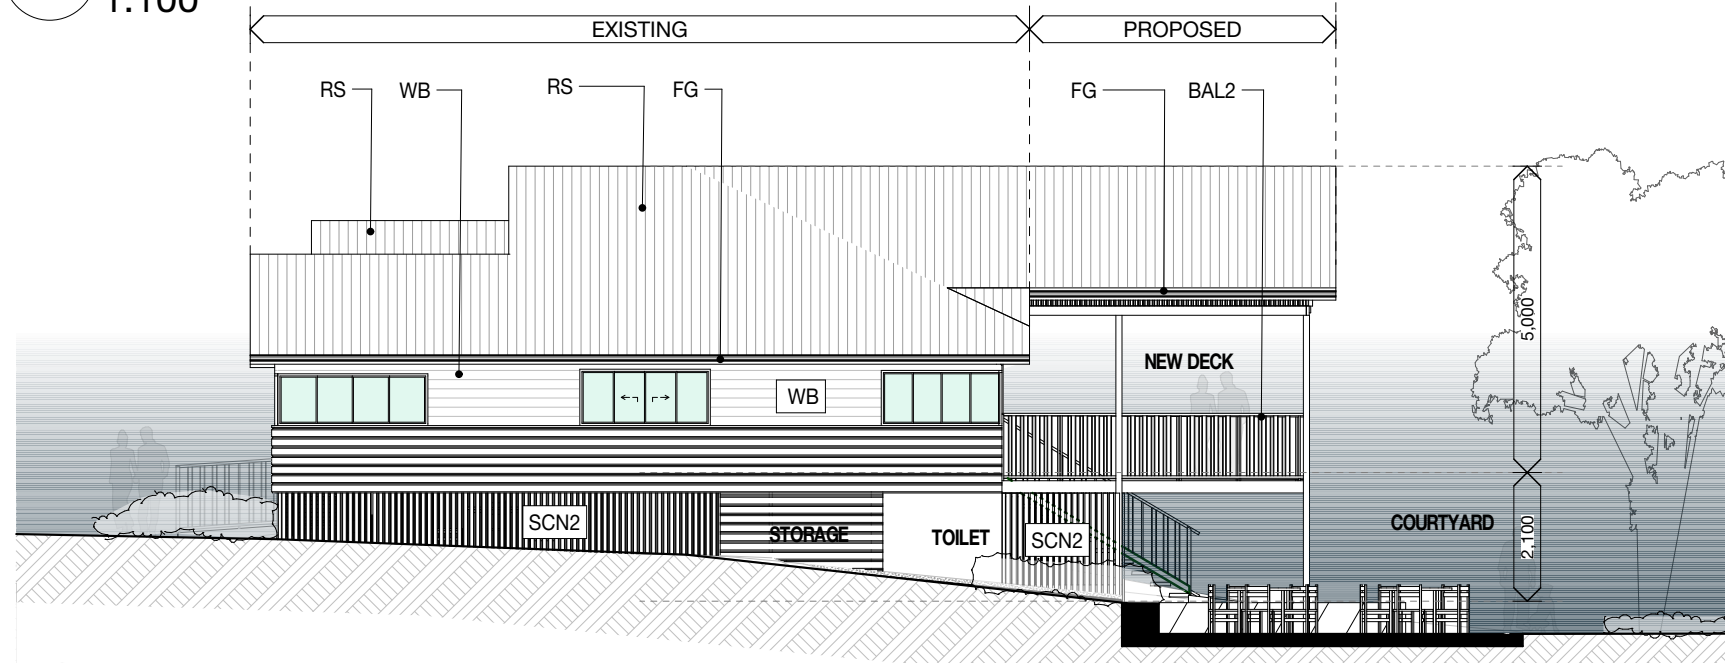 1:100
EXISTING
PROPOSED
RS
WB
RS
FG
FG
BAL2
5,000
NEW DECK
WB
SCN2
STORAGE
TOILET
SCN2
COURTYARD
2,100